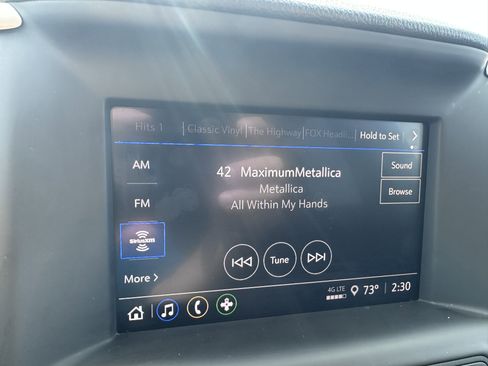 Hits 1 Classic Vinyl The Highway FOX Headli... Hold to Set
AM
42 MaximumMetallica
Sound
Metallica
Browse
FM
All Within My Hands
SiriusXM
Tune
More >
4G LTE 73° 2:30